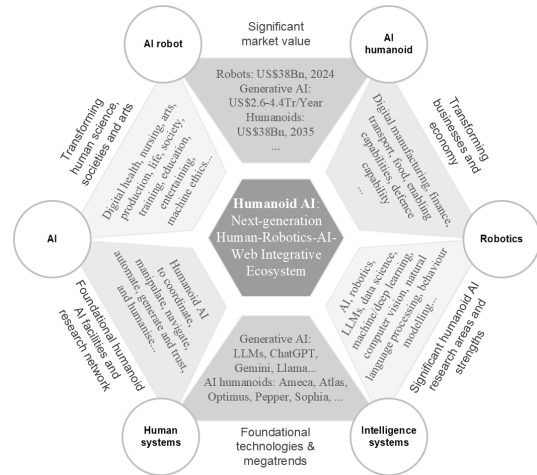 AI robot
Significant
market value
AI
humanoid
Robots: US$38Bn, 2024
Generative AI:
US$2.6-4.4Tr/Year
Humanoids:
US$38Bn, 2035
...
Transforming
human science,
societies and arts
Digital health, nursing, arts,
production, life, society,
training, education,
entertaining,
machine ethics...
Digital manufacturing, finance,
transport, food, enabling
capabilities, defence
capability
...
Transforming
businesses and
economy
AI
Humanoid AI:
Next-generation
Human-Robotics-AI-
Web Integrative
Ecosystem
Robotics
Foundational humanoid
AI facilities and
research network
Humanoid AI
to coordinate,
manipulate, navigate,
automate, generate and trust,
and humanise...
AI, robotics,
LLMs, data science,
machine/deep learning,
computer vision, natural
language processing, behaviour
modelling...
Significant humanoid AI
research areas and
strengths
Generative AI:
LLMs, ChatGPT,
Gemini, Llama...
AI humanoids: Ameca, Atlas,
Optimus, Pepper, Sophia, ...
Human
systems
Foundational
technologies &
megatrends
Intelligence
systems